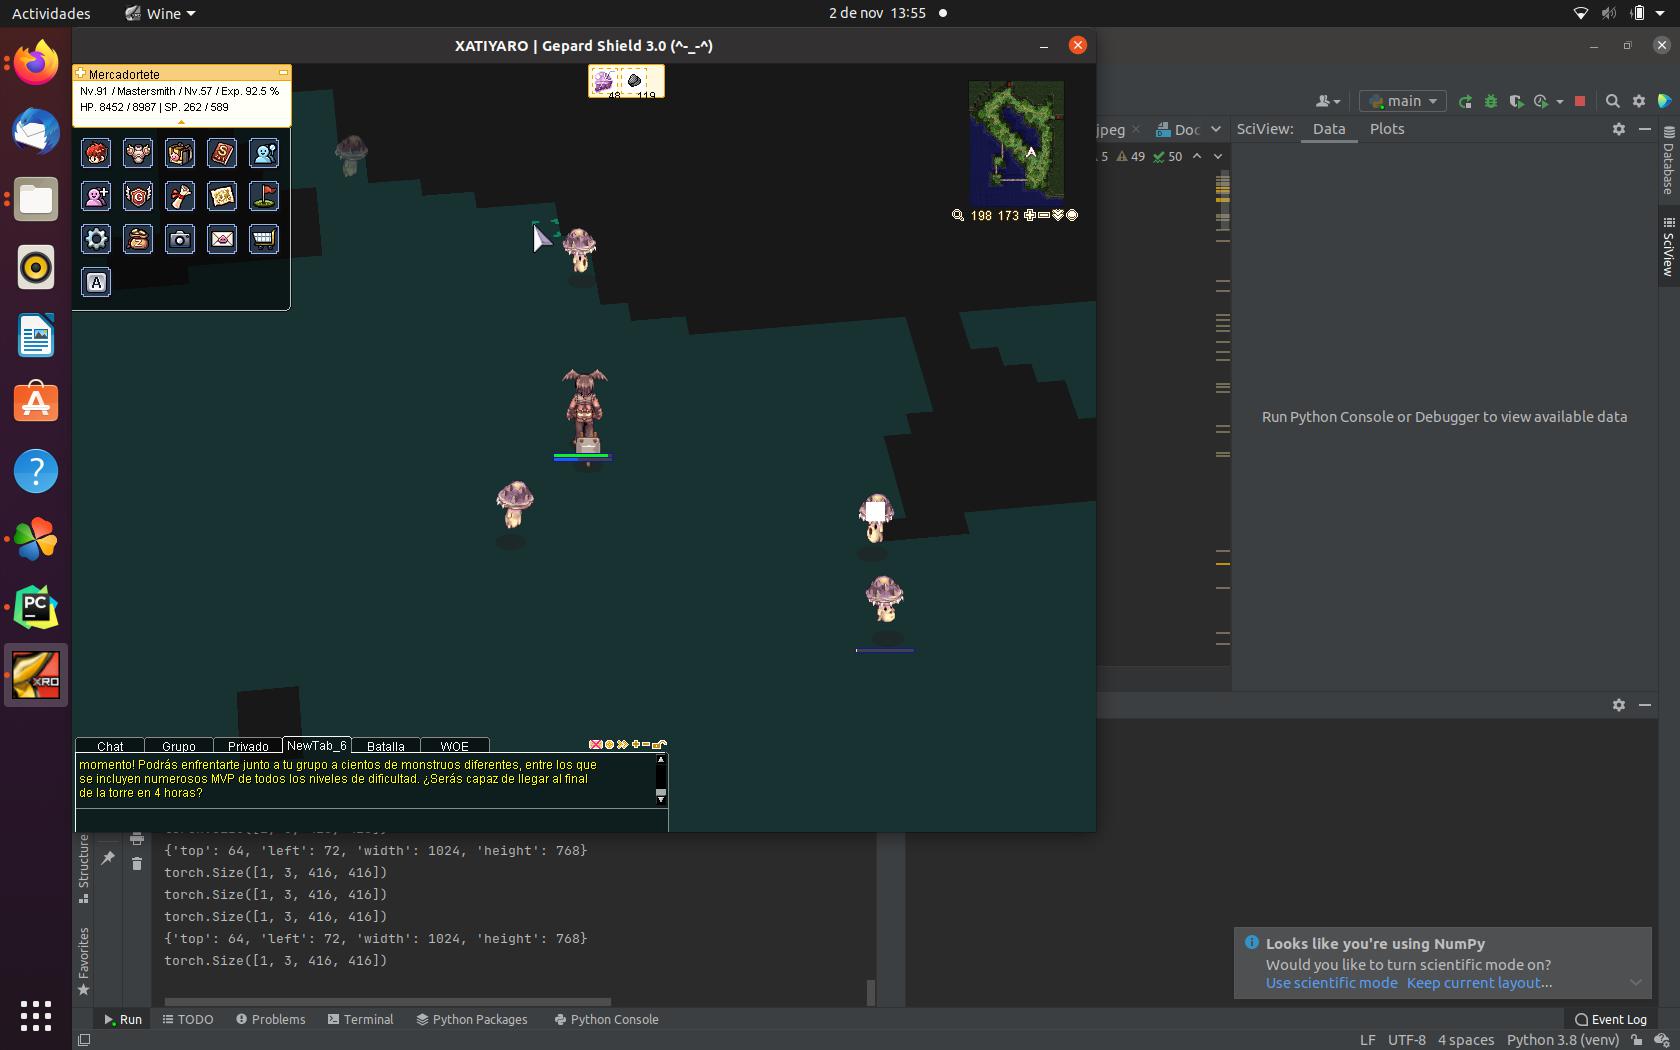 Actividades
Wine
2 de nov 13:55
XATIYARO | Gepard Shield 3.0 (^-_-^)
Mercadortete
Nv.91 / Mastersmith / Nv.57 / Exp. 92.5 %
HP. 8452 / 8987 | SP. 262 / 589
48
119
198 173
A
main
jpeg
Doc
SciView:
Data
Plots
5
49
50
Database
SciView
Run Python Console or Debugger to view available data
Chat
Grupo
Privado
NewTab_6
Batalla
WOE
momento! Podrás enfrentarte junto a tu grupo a cientos de monstruos diferentes, entre los que
se incluyen numerosos MVP de todos los niveles de dificultad. ¿Serás capaz de llegar al final
de la torre en 4 horas?
PC
XRO
Structure
Favorites
{'top': 64, 'left': 72, 'width': 1024, 'height': 768}
torch.Size([1, 3, 416, 416])
torch.Size([1, 3, 416, 416])
torch.Size([1, 3, 416, 416])
{'top': 64, 'left': 72, 'width': 1024, 'height': 768}
torch.Size([1, 3, 416, 416])
Looks like you're using NumPy
Would you like to turn scientific mode on?
Use scientific mode Keep current layout...
Run
TODO
Problems
Terminal
Python Packages
Python Console
Event Log
LF UTF-8 4 spaces Python 3.8 (venv)